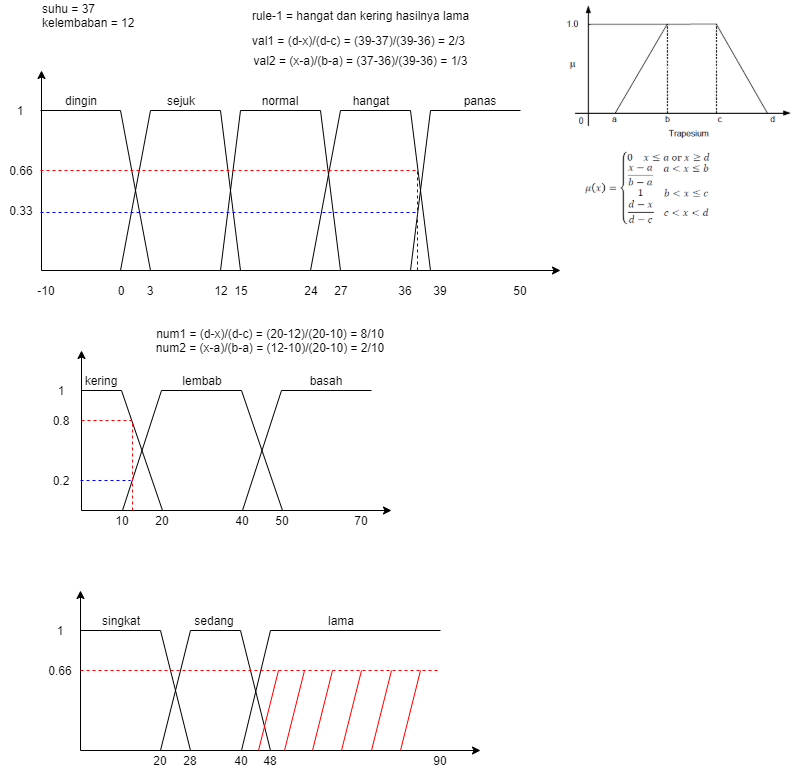 suhu = 37
kelembaban = 12
rule-1 = hangat dan kering hasilnya lama
val1 = (d-x)/(d-c) = (39-37)/(39-36) = 2/3
val2 = (x-a)/(b-a) = (37-36)/(39-36) = 1/3
dingin sejuk normal hangat panas
1
0.66
0.33
-10 0 3 12 15 24 27 36 39 50
1.0
μ
0 a b c d
Trapesium
μ(x) =
0 x ≤ a or x ≥ d
x − a a < x ≤ b
b − a
1 b < x ≤ c
d − x
c < x < d
d − c
num1 = (d-x)/(d-c) = (20-12)/(20-10) = 8/10
num2 = (x-a)/(b-a) = (12-10)/(20-10) = 2/10
kering lembab basah
1
0.8
0.2
10 20 40 50 70
singkat sedang lama
1
0.66
20 28 40 48 90